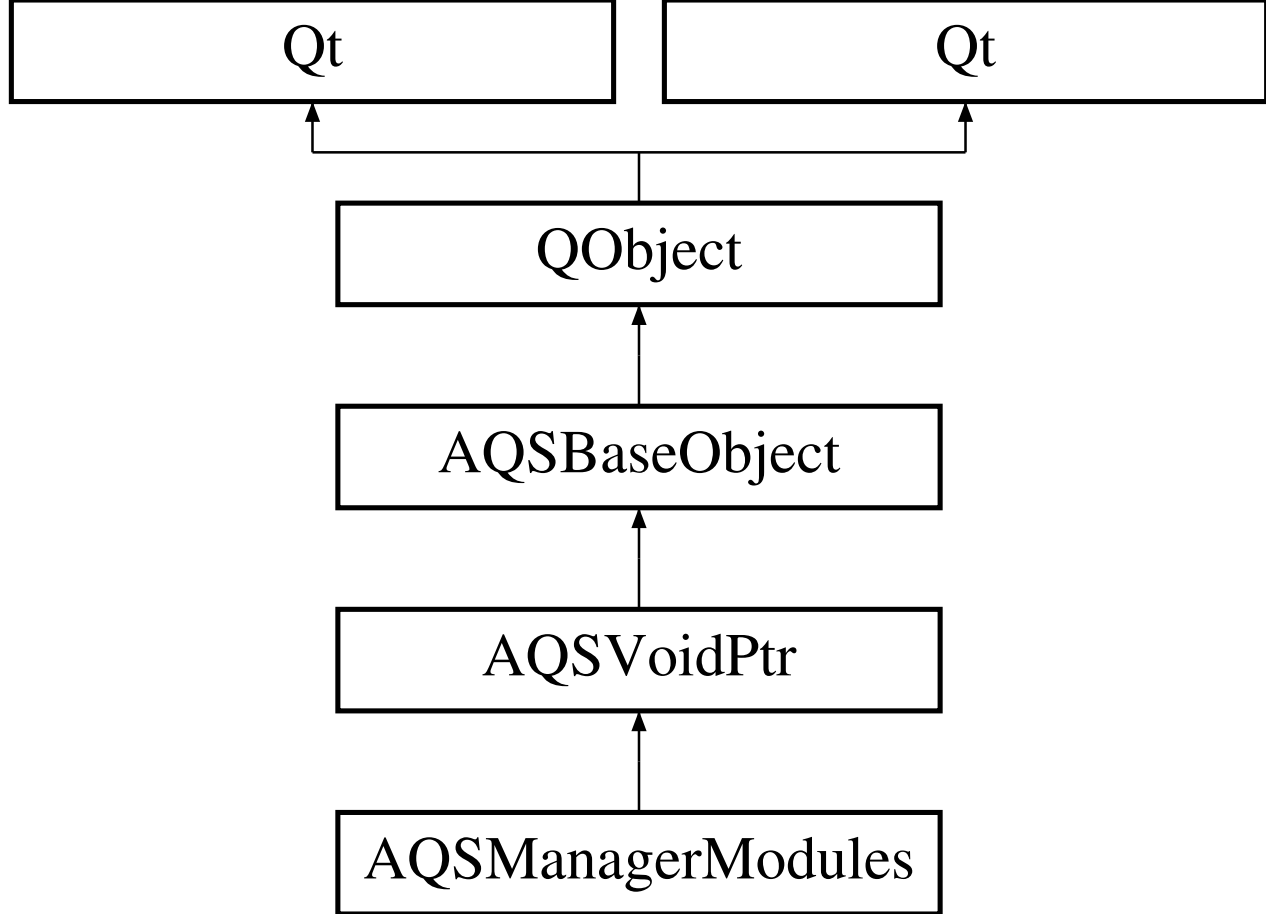 Qt
Qt
QObject
AQSBaseObject
AQSVoidPtr
AQSManagerModules